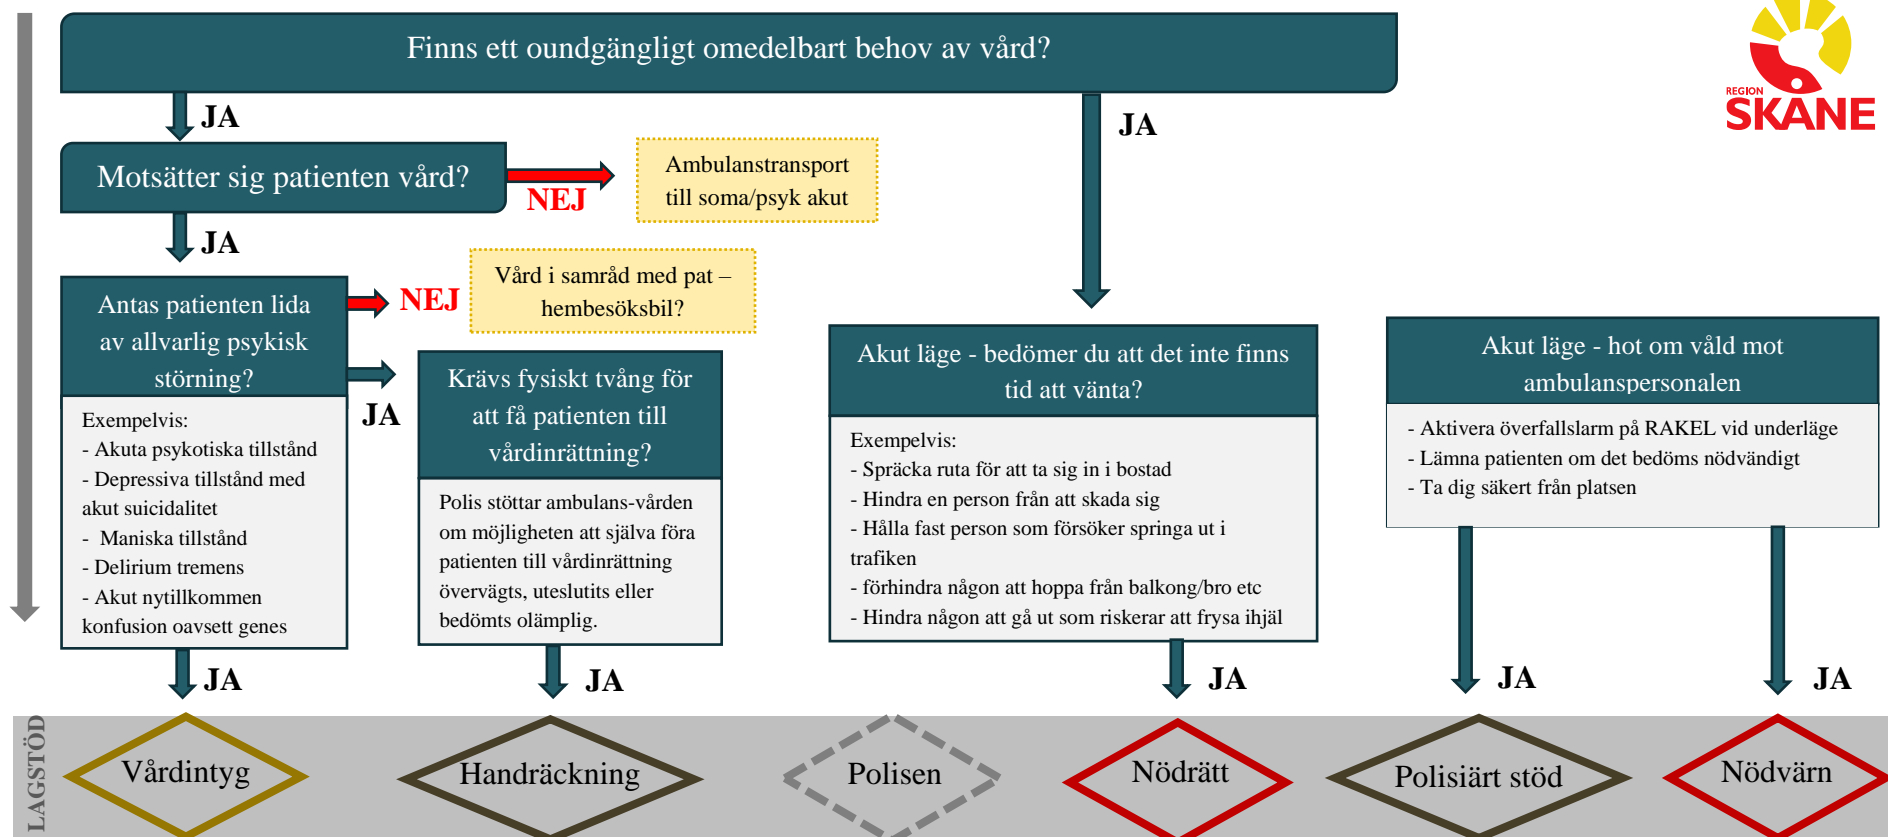 Finns ett oundgängligt omedelbart behov av vård?
REGION
SKÅNE
JA
JA
Motsätter sig patienten vård?
NEJ
Ambulanstransport
till soma/psyk akut
JA
Antas patienten lida
av allvarlig psykisk
störning?
NEJ
Vård i samråd med pat –
hembesöksbil?
JA
Exempelvis:
- Akuta psykotiska tillstånd
- Depressiva tillstånd med
akut suicidalitet
- Maniska tillstånd
- Delirium tremens
- Akut nytillkommen
konfusion oavsett genes
Krävs fysiskt tvång för
att få patienten till
vårdinrättning?
Polis stöttar ambulans-vården
om möjligheten att själva föra
patienten till vårdinrättning
övervägts, uteslutits eller
bedömts olämplig.
Akut läge - bedömer du att det inte finns
tid att vänta?
Exempelvis:
- Spräcka ruta för att ta sig in i bostad
- Hindra en person från att skada sig
- Hålla fast person som försöker springa ut i
trafiken
- förhindra någon att hoppa från balkong/bro etc
- Hindra någon att gå ut som riskerar att frysa ihjäl
Akut läge - hot om våld mot
ambulanspersonalen
- Aktivera överfallslarm på RAKEL vid underläge
- Lämna patienten om det bedöms nödvändigt
- Ta dig säkert från platsen
JA
JA
JA
JA
JA
LAGSTÖD
Vårdintyg
Handräckning
Polisen
Nödrätt
Polisiärt stöd
Nödvärn